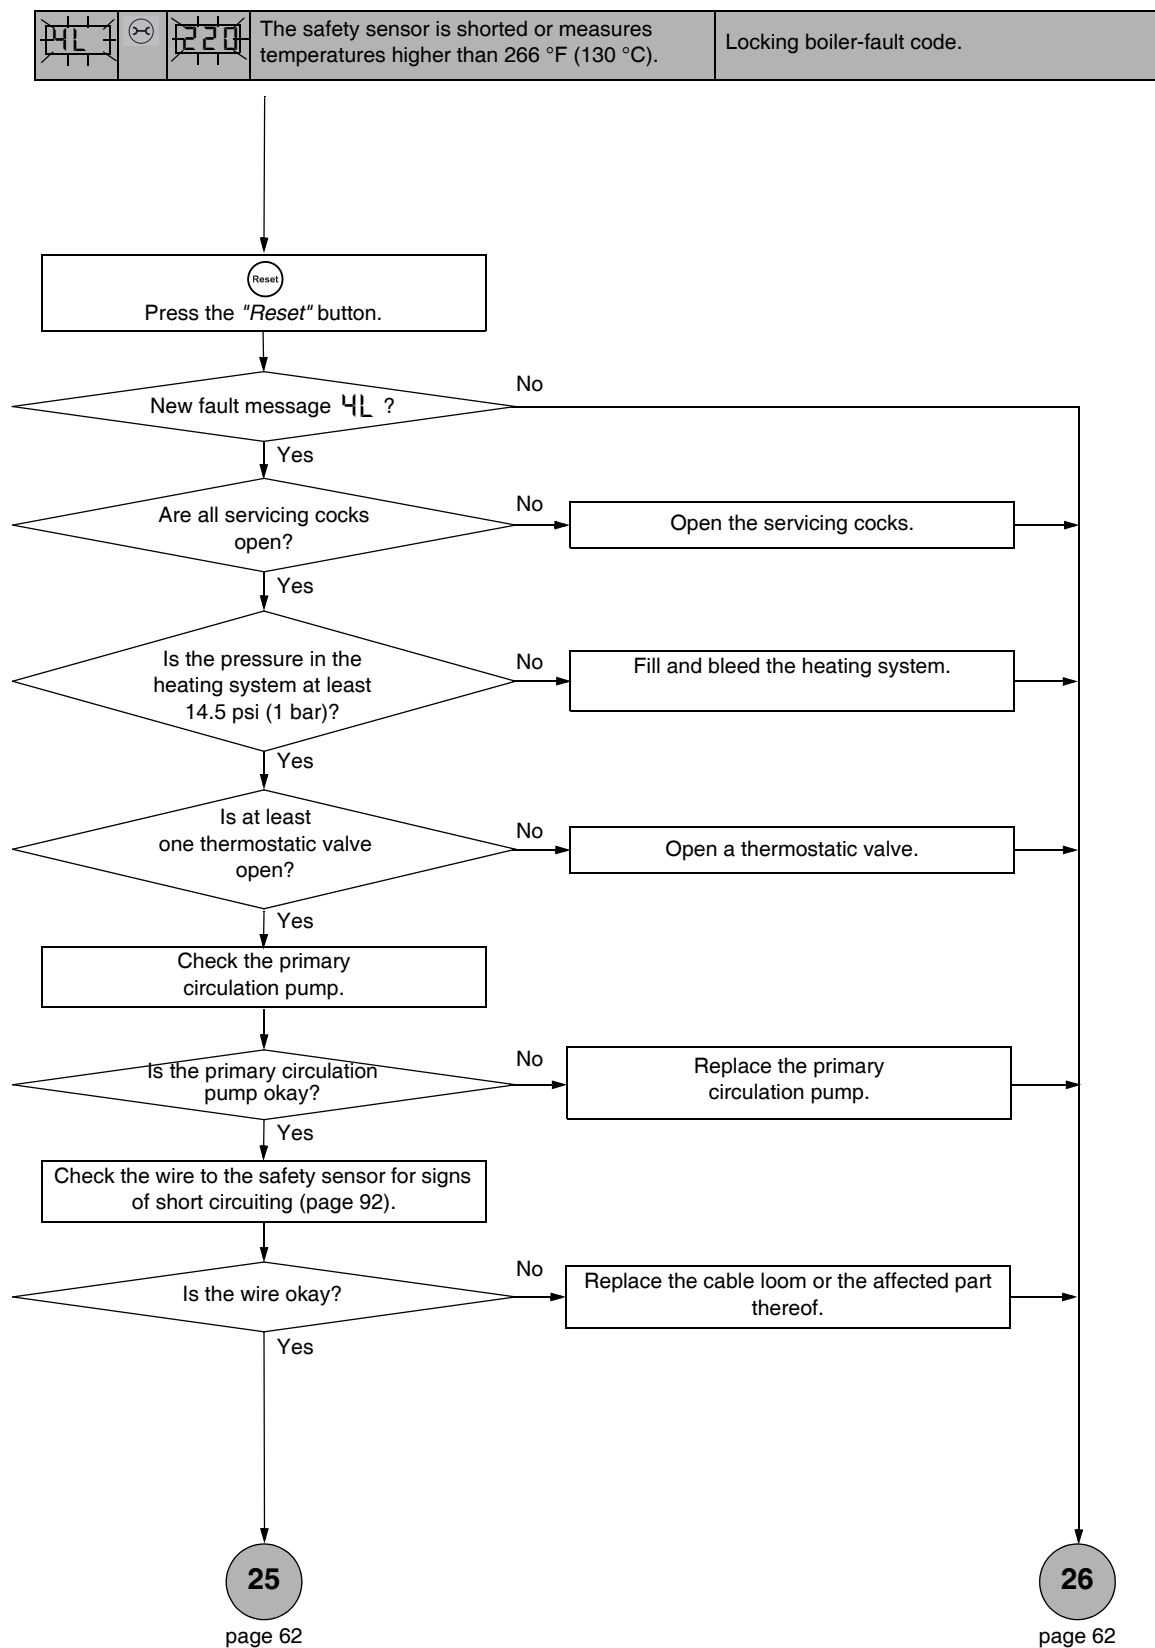 4L
220
The safety sensor is shorted or measures
temperatures higher than 266 °F (130 °C).
Locking boiler-fault code.
Reset
Press the "Reset" button.
New fault message 4L ?
No
Yes
Are all servicing cocks
open?
No
Open the servicing cocks.
Yes
Is the pressure in the
heating system at least
14.5 psi (1 bar)?
No
Fill and bleed the heating system.
Yes
Is at least
one thermostatic valve
open?
No
Open a thermostatic valve.
Yes
Check the primary
circulation pump.
Is the primary circulation
pump okay?
No
Replace the primary
circulation pump.
Yes
Check the wire to the safety sensor for signs
of short circuiting (page 92).
Is the wire okay?
No
Replace the cable loom or the affected part
thereof.
Yes
25
page 62
26
page 62